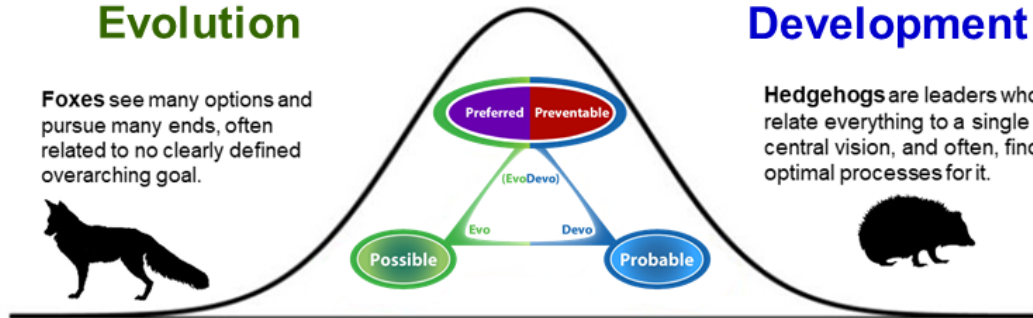 Evolution
Development
Foxes see many options and
pursue many ends, often
related to no clearly defined
overarching goal.
Preferred Preventable
(EvoDevo)
Evo
Devo
Possible
Probable
Hedgehogs are leaders who
relate everything to a single
central vision, and often,
optimal processes for it.